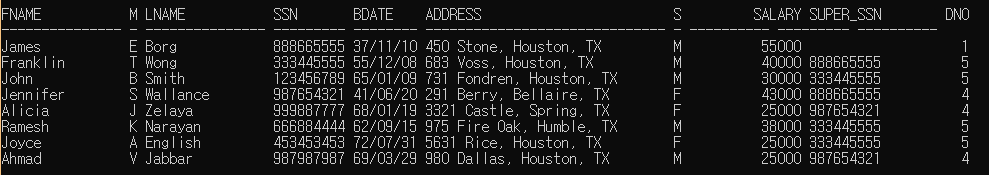 FNAME M LNAME SSN BDATE ADDRESS S SALARY SUPER_SSN DNO
James E Borg 888665555 37/11/10 450 Stone, Houston, TX M 55000 1
Franklin T Wong 333445555 55/12/08 683 Voss, Houston, TX M 40000 888665555 5
John B Smith 123456789 65/01/09 731 Fondren, Houston, TX M 30000 333445555 5
Jennifer S Wallance 987654321 41/06/20 291 Berry, Bellaire, TX F 43000 888665555 4
Alicia J Zelaya 999887777 68/01/19 3321 Castle, Spring, TX F 25000 987654321 4
Ramesh K Narayan 666884444 62/09/15 975 Fire Oak, Humble, TX M 38000 333445555 5
Joyce A English 453453453 72/07/31 5631 Rice, Houston, TX F 25000 333445555 5
Ahmad V Jabbar 987987987 69/03/29 980 Dallas, Houston, TX M 25000 987654321 4